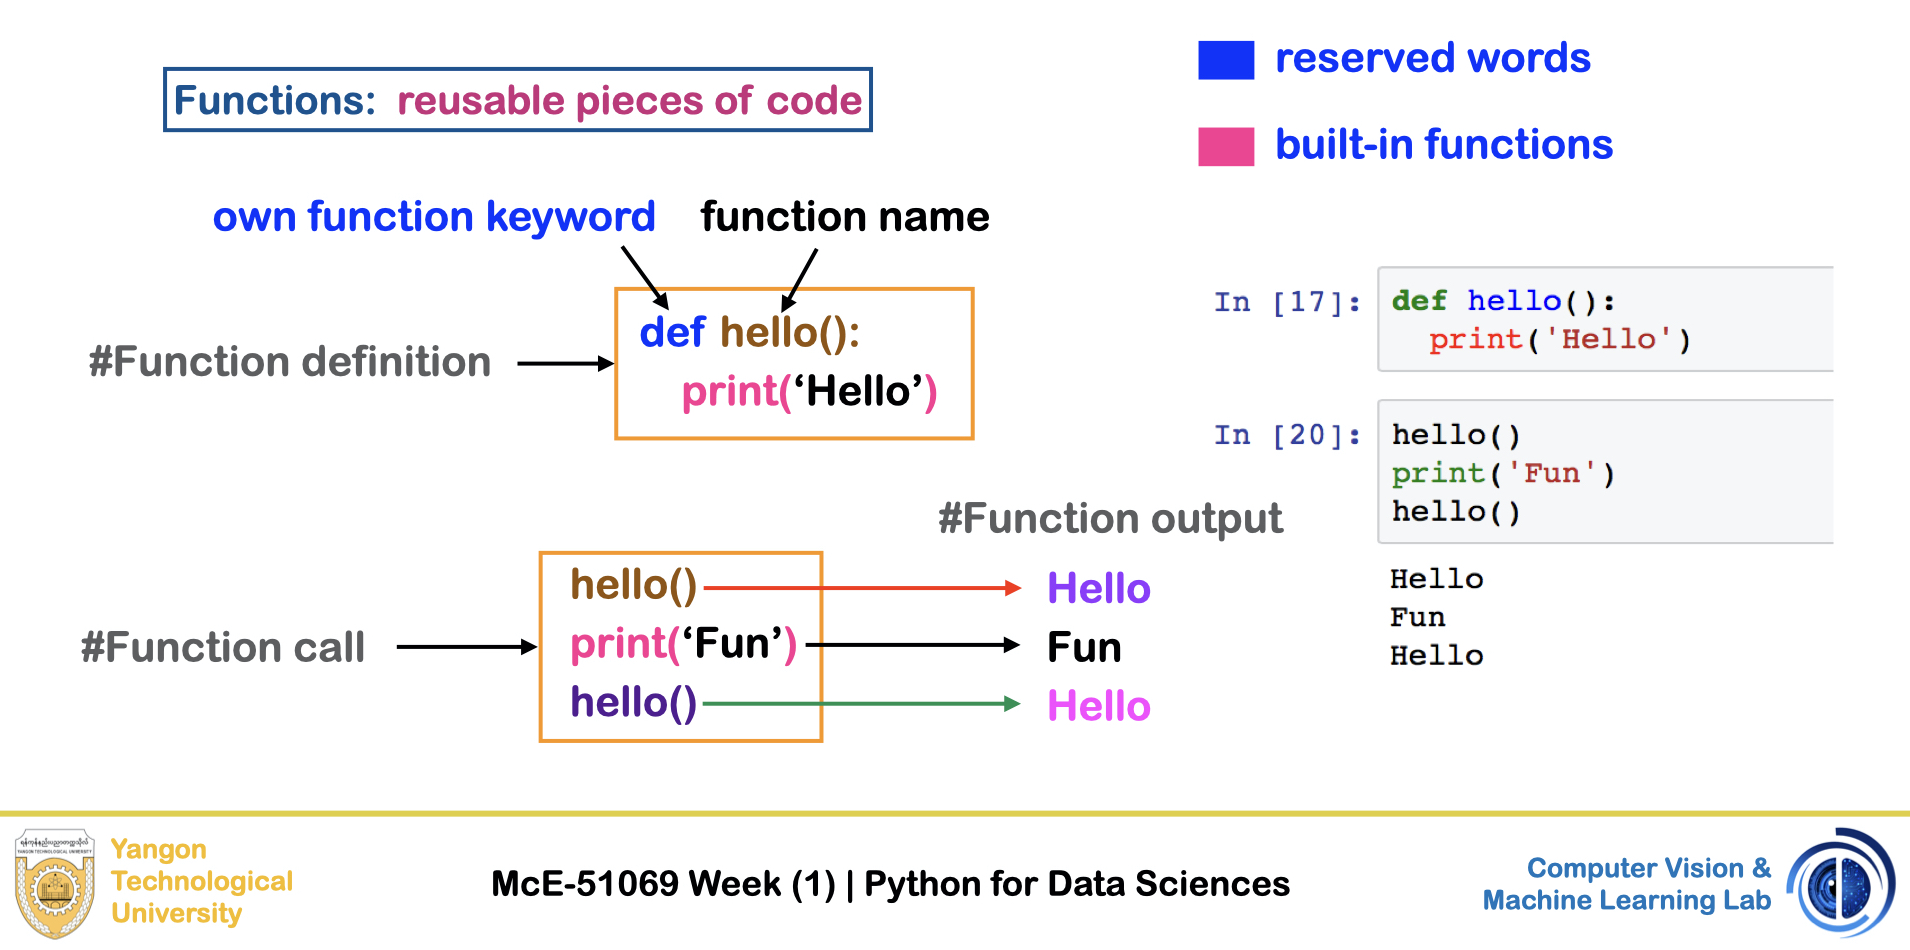 Functions: reusable pieces of code
reserved words
built-in functions
own function keyword
function name
#Function definition
def hello():
print(‘Hello’)
In [17]:
def hello():
print('Hello')
In [20]:
hello()
print('Fun')
hello()
Hello
Fun
Hello
#Function output
#Function call
hello()
print(‘Fun’)
hello()
Hello
Fun
Hello
YANGON TECHNOLOGICAL UNIVERSITY
Yangon
Technological
University
McE-51069 Week (1) | Python for Data Sciences
Computer Vision &
Machine Learning Lab